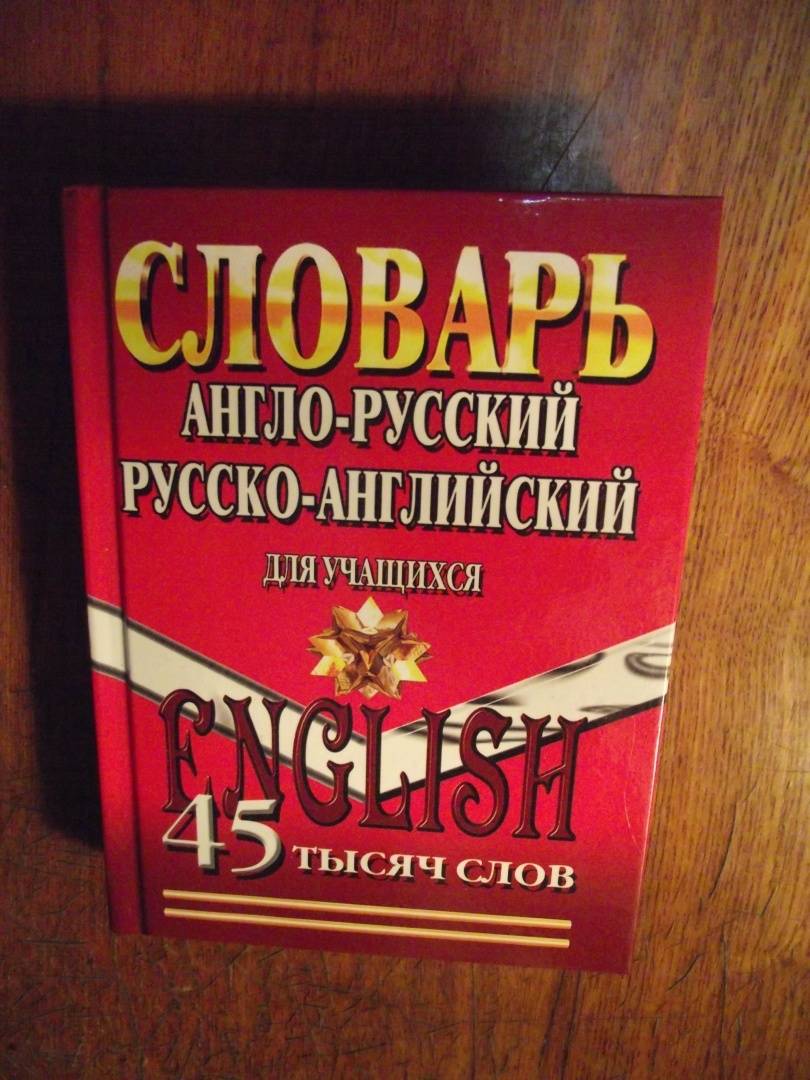 СЛОВАРЬ
АНГЛО-РУССКИЙ
РУССКО-АНГЛИЙСКИЙ
ДЛЯ УЧАЩИХСЯ
ENGLISH
45 ТЫСЯЧ СЛОВ